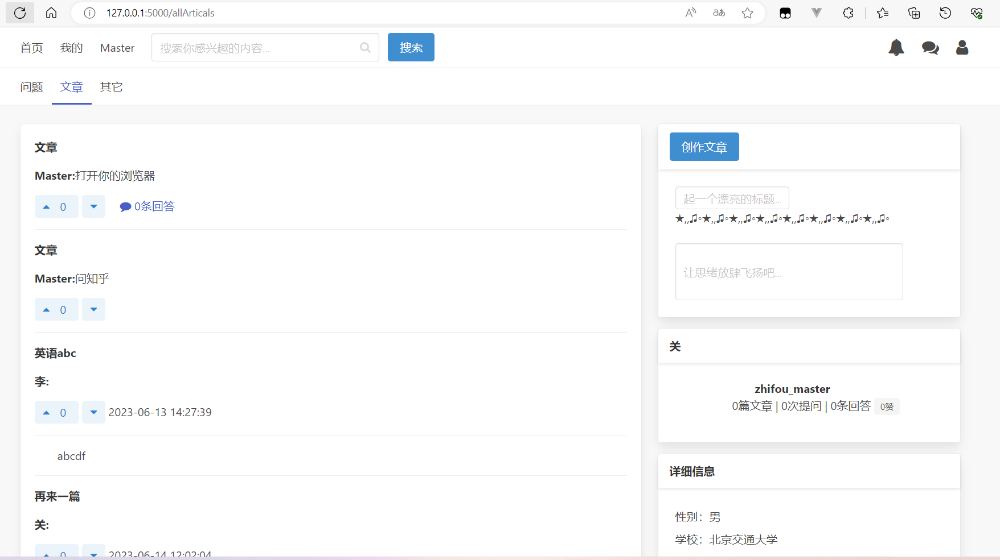 127.0.0.1:5000/allArticals
首页 我的 Master 搜索你感兴趣的内容... 搜索
问题 文章 其它
文章
Master:打开你的浏览器
0 0条回答
文章
Master:问知乎
0
英语abc
李:
0 2023-06-13 14:27:39
abcdf
再来一篇
关:
0 2023-06-14 12:02:04
创作文章
起一个漂亮的标题...
★,,♫◦★,,♫◦★,,♫◦★,,♫◦★,,♫◦★,,♫◦★,,♫◦★,,♫◦
让思绪放肆飞扬吧...
关
zhifou_master
0篇文章 | 0次提问 | 0条回答 0赞
详细信息
性别：男
学校：北京交通大学